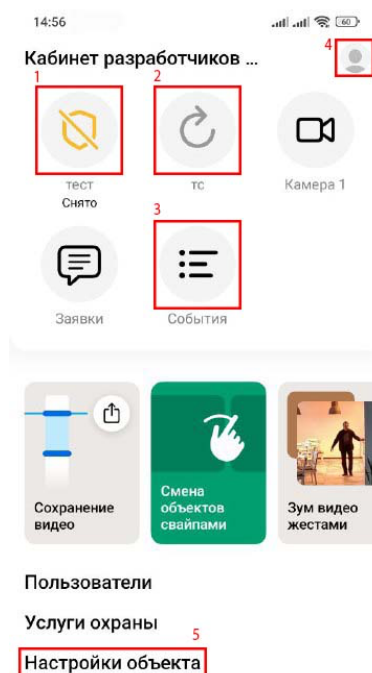 14:56
60
Кабинет разработчиков ...
4
1
2
тест
Снято
тс
Камера 1
3
Заявки
События
Сохранение
видео
Смена
объектов
свайпами
Зум видео
жестами
Пользователи
Услуги охраны
5
Настройки объекта